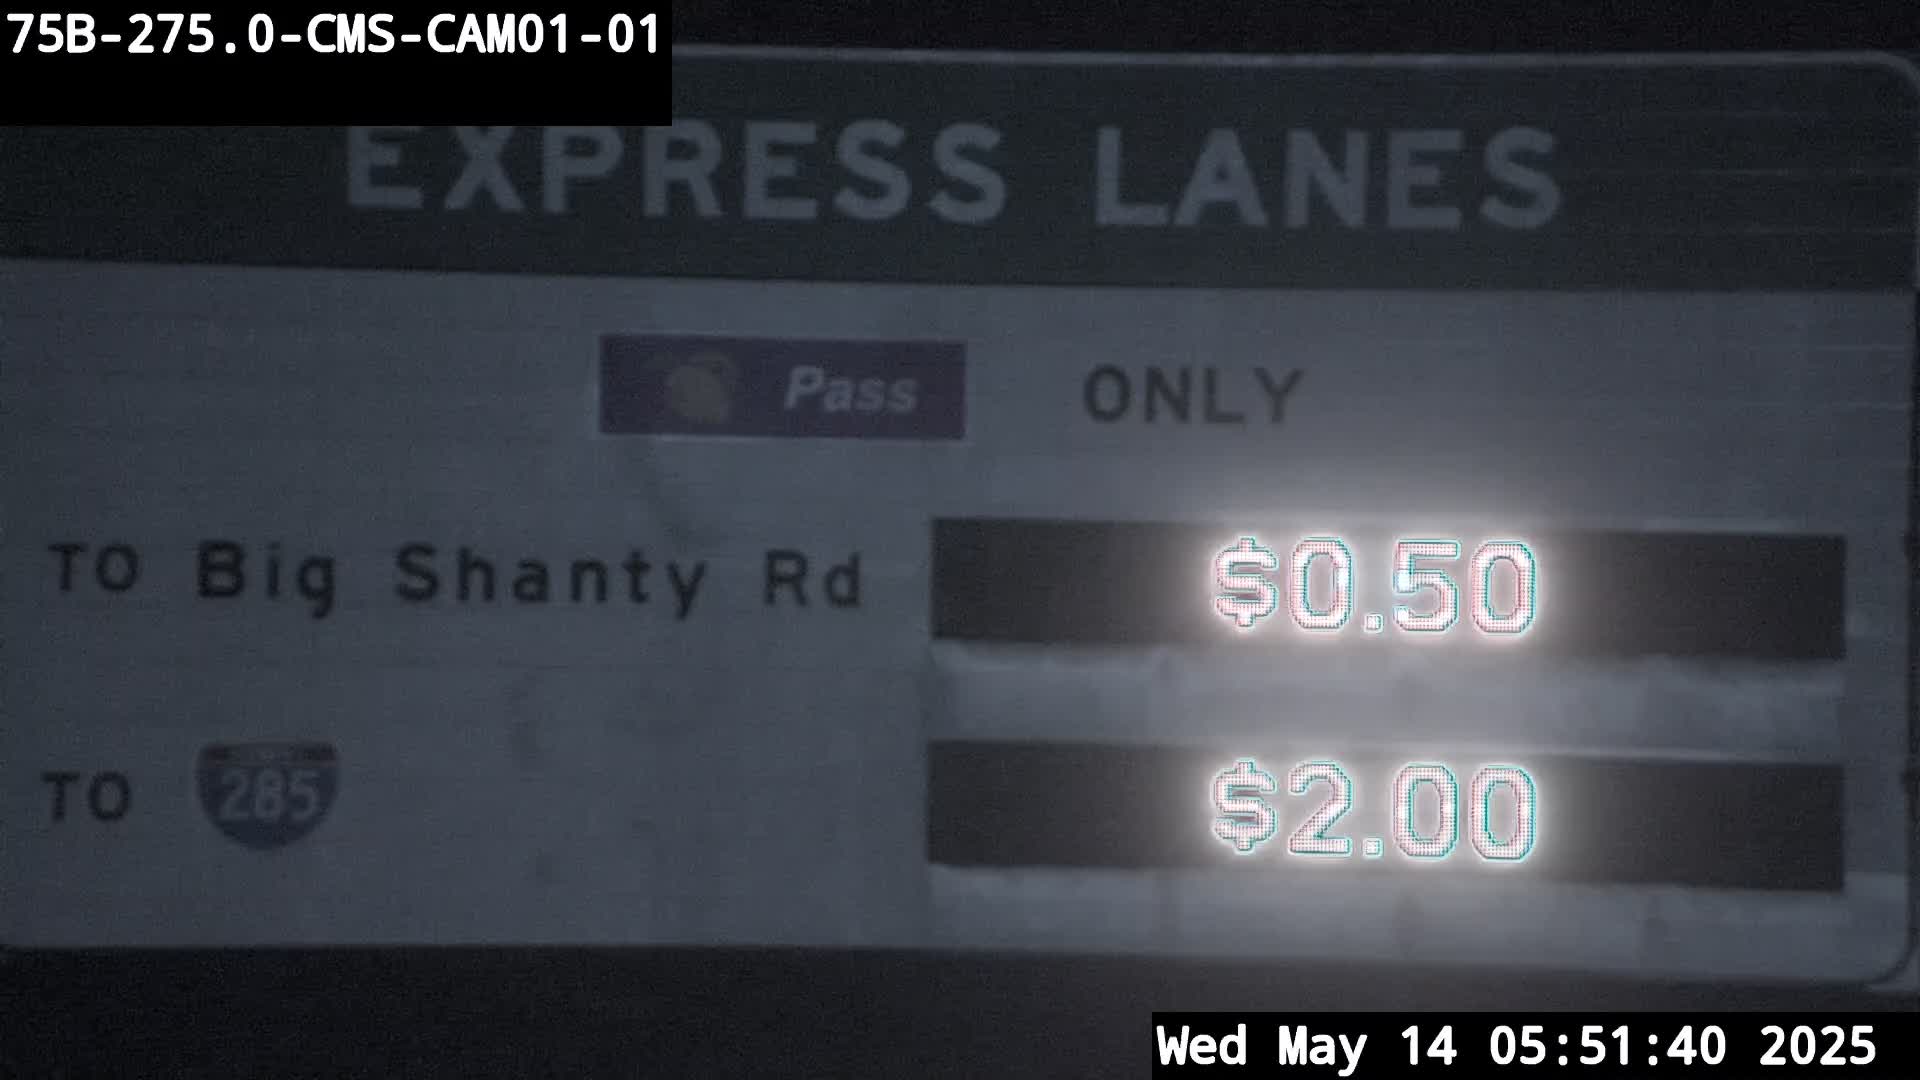 75B-275.0-CMS-CAM01-01
EXPRESS LANES
Pass ONLY
TO Big Shanty Rd $0.50
TO 285 $2.00
Wed May 14 05:51:40 2025